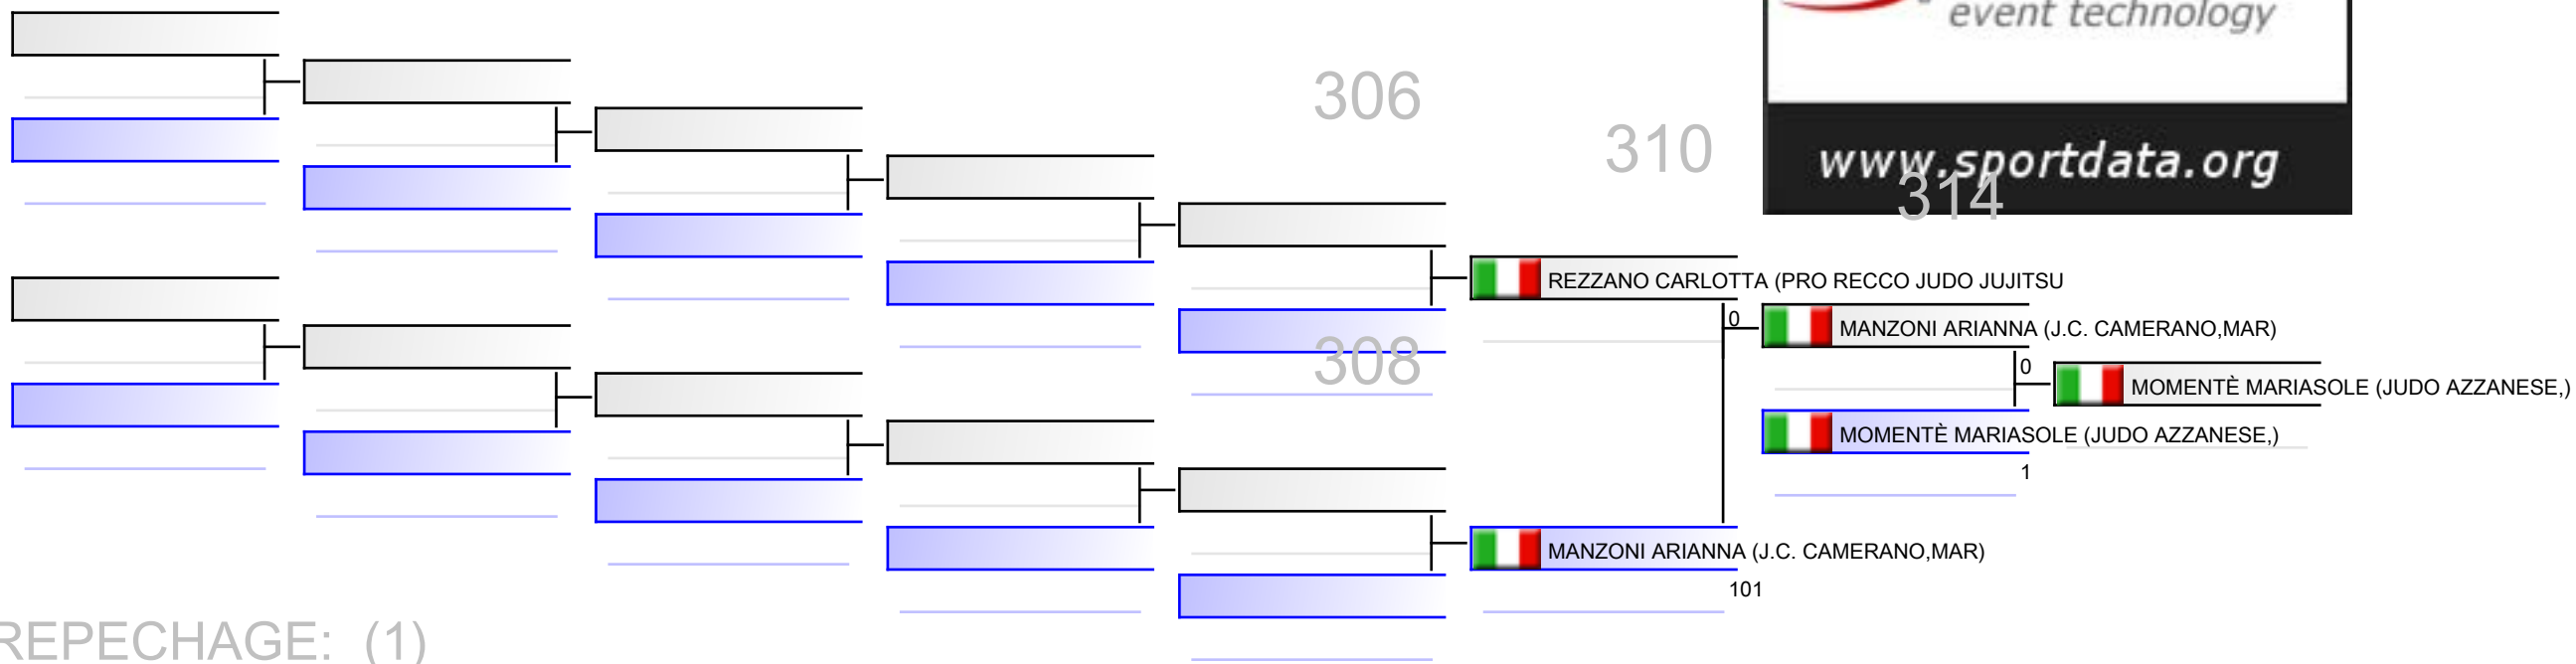 event technology
306
310
www.sportdata.org
314
REZZANO CARLOTTA (PRO RECCO JUDO JUJITSU
0
MANZONI ARIANNA (J.C. CAMERANO,MAR)
308
0
MOMENTÈ MARIASOLE (JUDO AZZANESE,)
MOMENTÈ MARIASOLE (JUDO AZZANESE,)
1
MANZONI ARIANNA (J.C. CAMERANO,MAR)
101
REPECHAGE: (1)